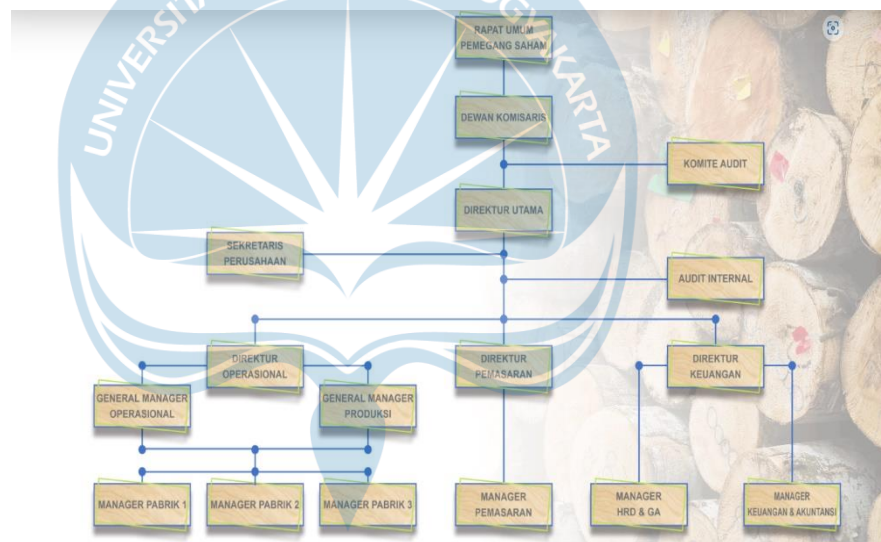 RAPAT UMUM
PEMEGANG SAHAM
DEWAN KOMISARIS
KOMITE AUDIT
DIREKTUR UTAMA
SEKRETARIS
PERUSAHAAN
AUDIT INTERNAL
DIREKTUR
OPERASIONAL
DIREKTUR
PEMASARAN
DIREKTUR
KEUANGAN
GENERAL MANAGER
OPERASIONAL
GENERAL MANAGER
PRODUKSI
MANAGER PABRIK 1
MANAGER PABRIK 2
MANAGER PABRIK 3
MANAGER
PEMASARAN
MANAGER
HRD & GA
MANAGER
KEUANGAN & AKUNTANSI